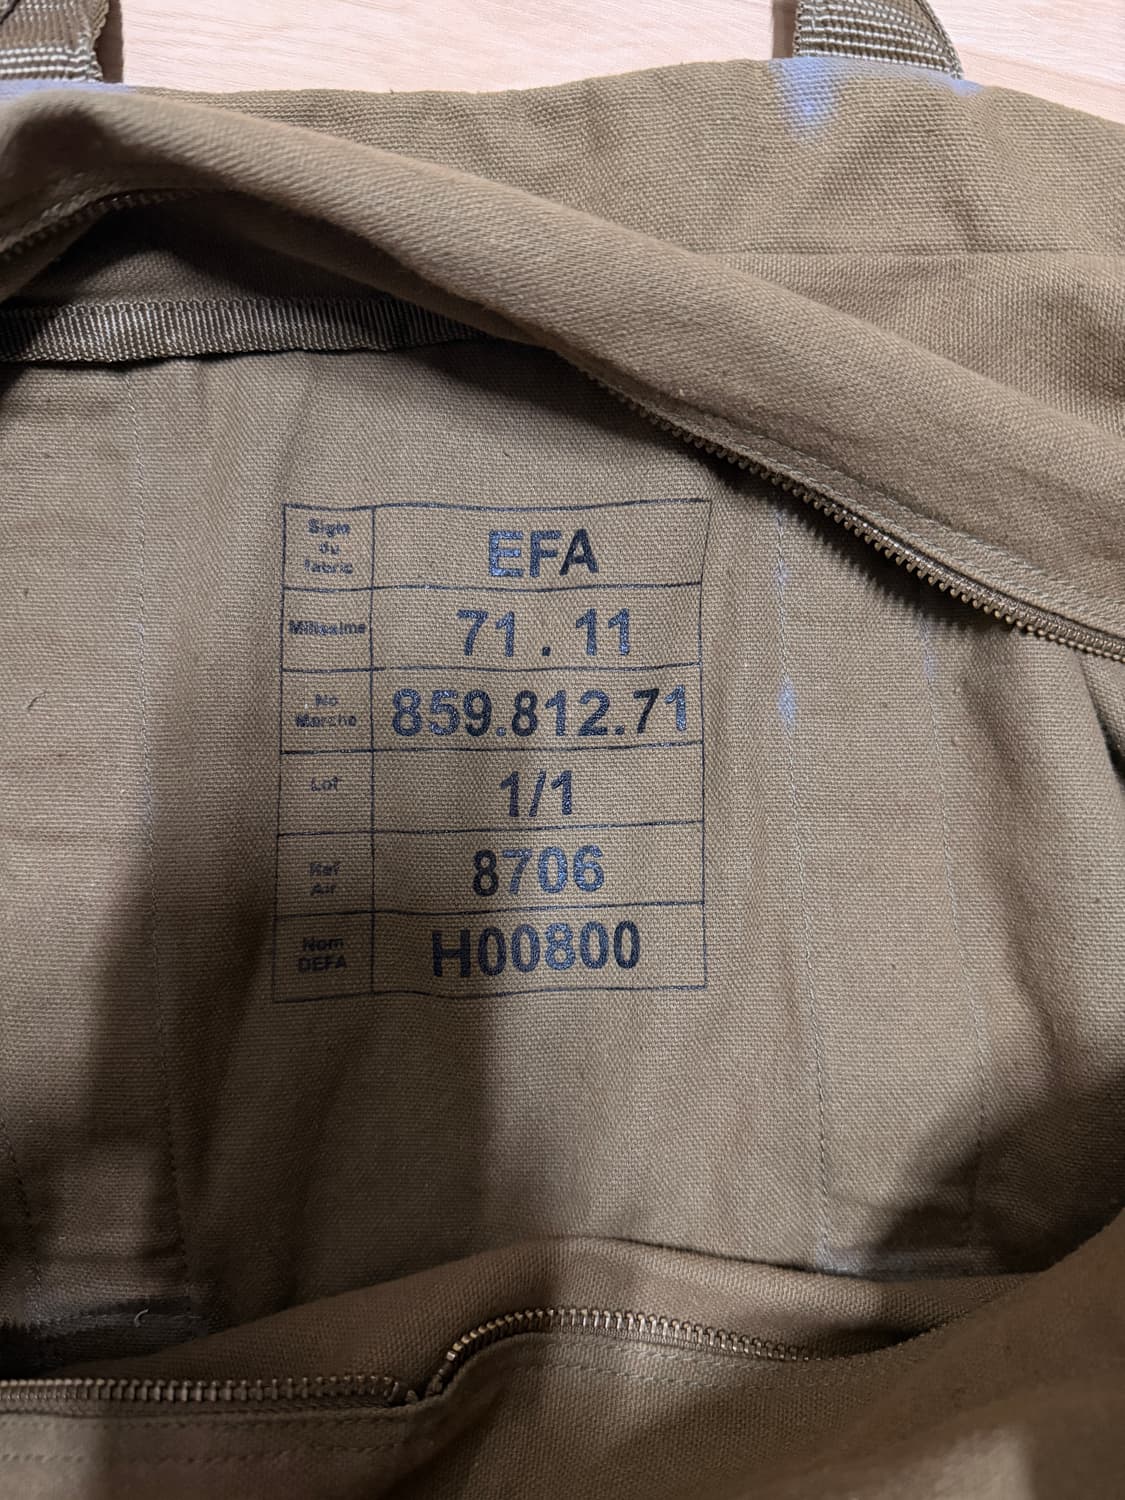 Sigle
du
fabric
EFA
Millésime
71 . 11
No
Marche
859.812.71
Lot
1/1
Ref
Air
8706
Nom
DEFA
H00800